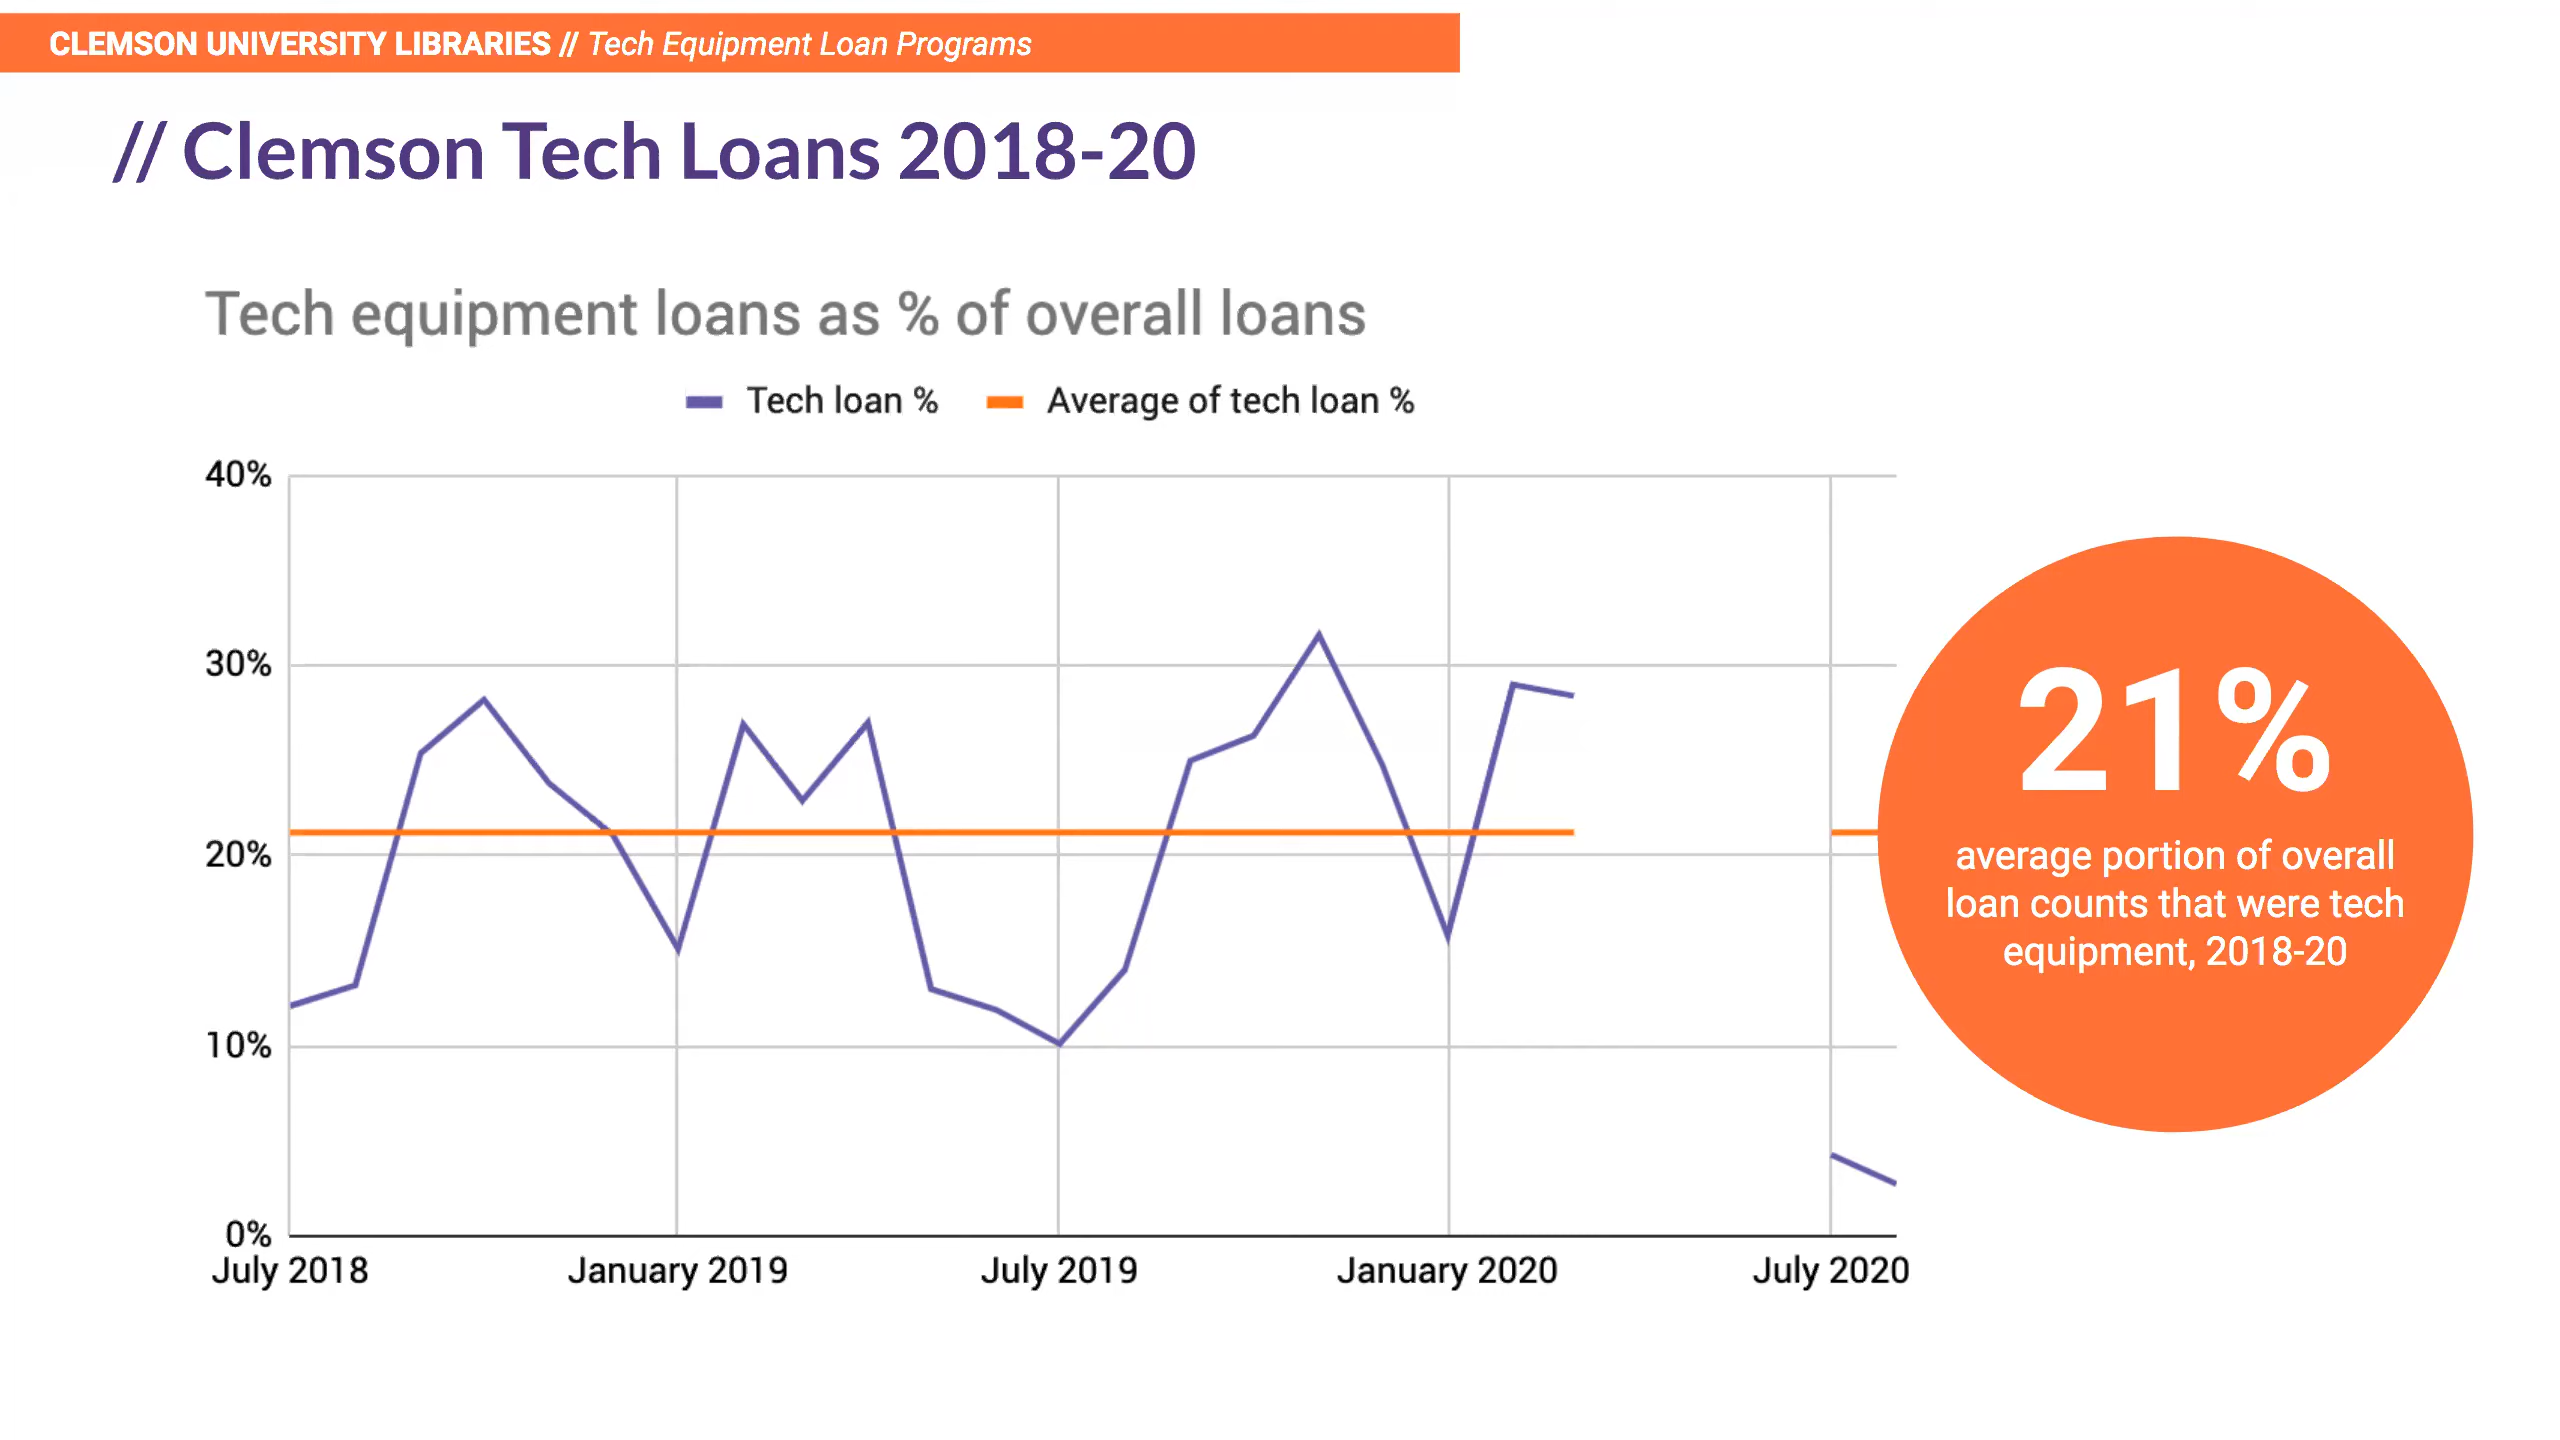 CLEMSON UNIVERSITY LIBRARIES // Tech Equipment Loan Programs
// Clemson Tech Loans 2018-20
Tech equipment loans as % of overall loans
Tech loan % Average of tech loan %
40%
30%
20%
10%
0%
July 2018 January 2019 July 2019 January 2020 July 2020
21%
average portion of overall
loan counts that were tech
equipment, 2018-20